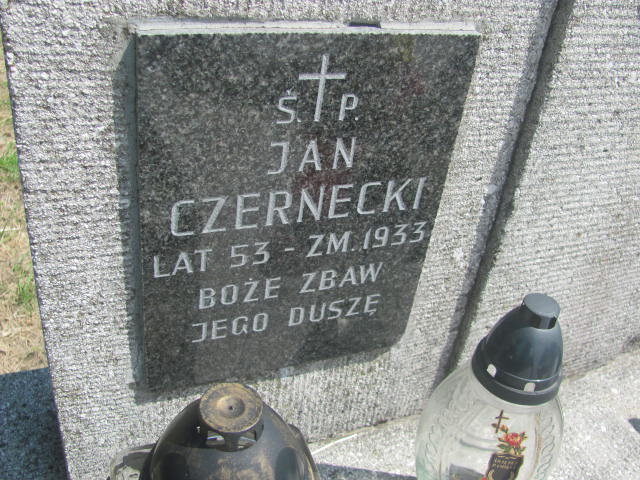 Ś. P.
JAN
CZERNECKI
LAT 53 - ZM. 1933
BOŻE ZBAW
JEGO DUSZĘ